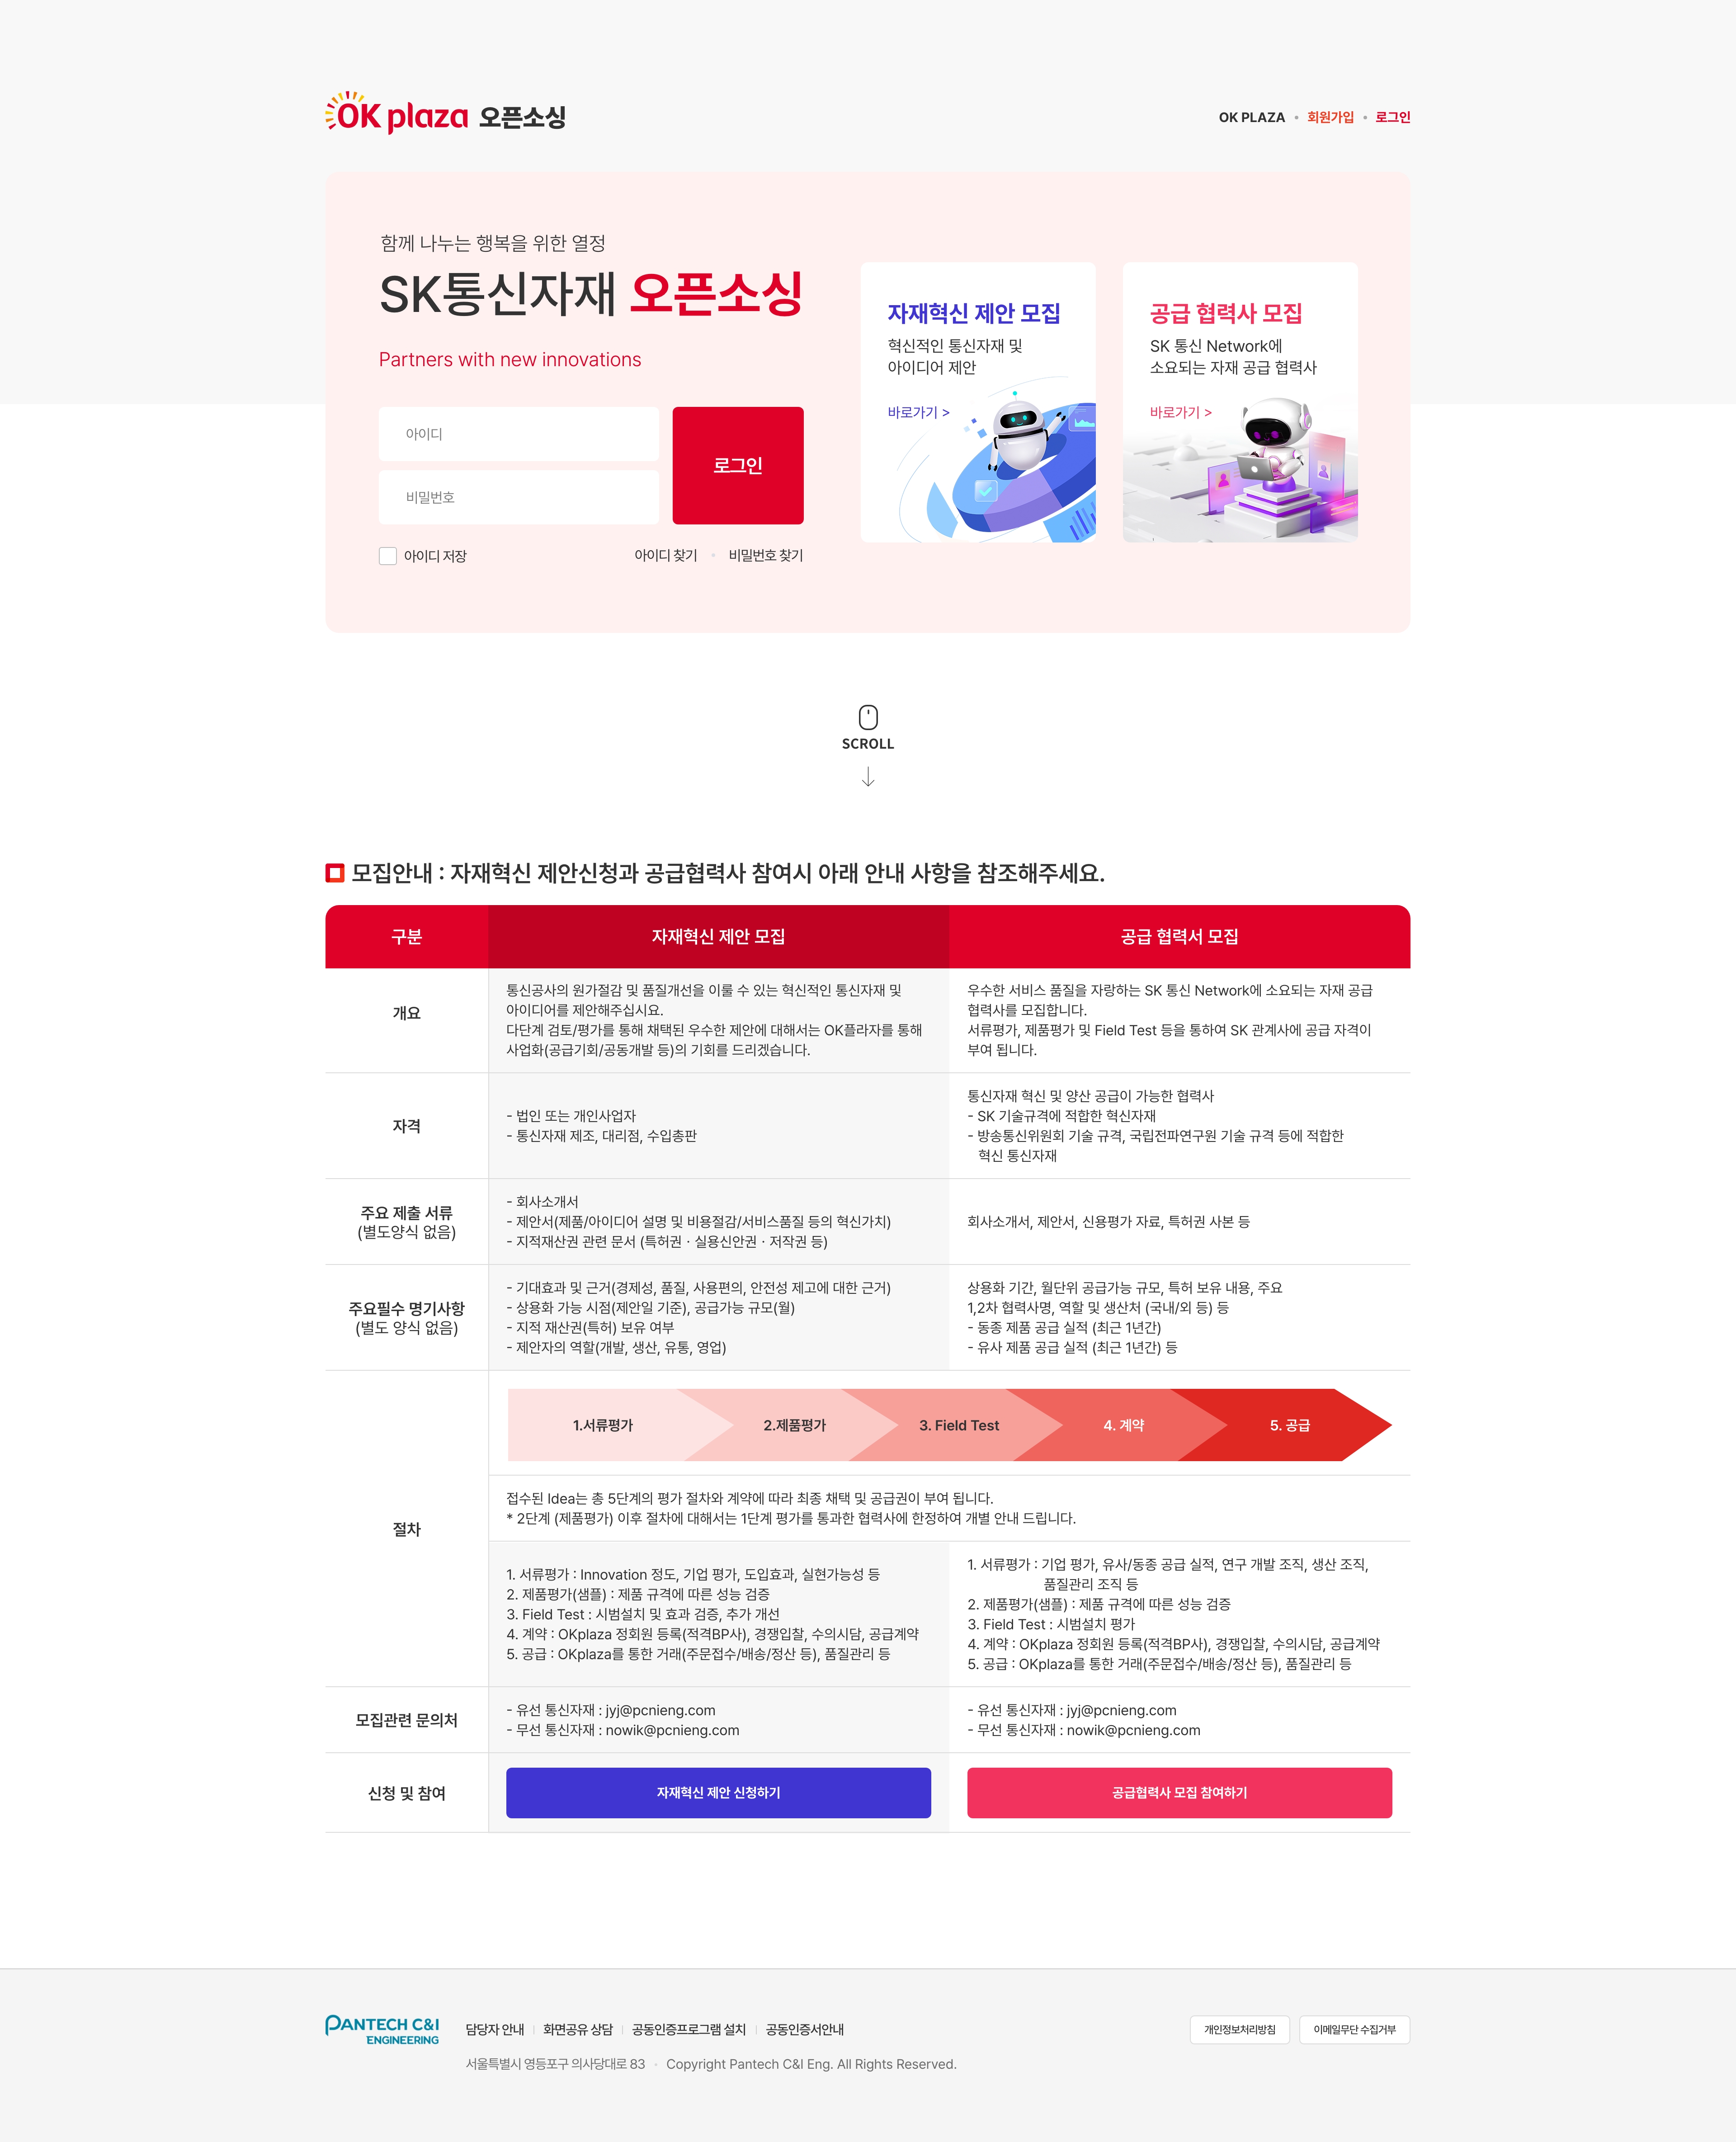 OK plaza 오픈소싱
OK PLAZA • 회원가입 • 로그인
함께 나누는 행복을 위한 열정
SK통신자재 오픈소싱
Partners with new innovations
아이디
비밀번호
로그인
아이디 저장
아이디 찾기 • 비밀번호 찾기
자재혁신 제안 모집
혁신적인 통신자재 및
아이디어 제안
바로가기 >
공급 협력사 모집
SK 통신 Network에
소요되는 자재 공급 협력사
바로가기 >
SCROLL
모집안내 : 자재혁신 제안신청과 공급협력사 참여시 아래 안내 사항을 참조해주세요.
구분
자재혁신 제안 모집
공급 협력서 모집
개요
통신공사의 원가절감 및 품질개선을 이룰 수 있는 혁신적인 통신자재 및
아이디어를 제안해주십시요.
다단계 검토/평가를 통해 채택된 우수한 제안에 대해서는 OK플라자를 통해
사업화(공급기회/공동개발 등)의 기회를 드리겠습니다.
우수한 서비스 품질을 자랑하는 SK 통신 Network에 소요되는 자재 공급
협력사를 모집합니다.
서류평가, 제품평가 및 Field Test 등을 통하여 SK 관계사에 공급 자격이
부여 됩니다.
자격
- 법인 또는 개인사업자
- 통신자재 제조, 대리점, 수입총판
통신자재 혁신 및 양산 공급이 가능한 협력사
- SK 기술규격에 적합한 혁신자재
- 방송통신위원회 기술 규격, 국립전파연구원 기술 규격 등에 적합한
혁신 통신자재
주요 제출 서류
(별도양식 없음)
- 회사소개서
- 제안서(제품/아이디어 설명 및 비용절감/서비스품질 등의 혁신가치)
- 지적재산권 관련 문서 (특허권 · 실용신안권 · 저작권 등)
회사소개서, 제안서, 신용평가 자료, 특허권 사본 등
주요필수 명기사항
(별도 양식 없음)
- 기대효과 및 근거(경제성, 품질, 사용편의, 안전성 제고에 대한 근거)
- 상용화 가능 시점(제안일 기준), 공급가능 규모(월)
- 지적 재산권(특허) 보유 여부
- 제안자의 역할(개발, 생산, 유통, 영업)
상용화 기간, 월단위 공급가능 규모, 특허 보유 내용, 주요
1,2차 협력사명, 역할 및 생산처 (국내/외 등) 등
- 동종 제품 공급 실적 (최근 1년간)
- 유사 제품 공급 실적 (최근 1년간) 등
절차
1.서류평가
2.제품평가
3. Field Test
4. 계약
5. 공급
접수된 Idea는 총 5단계의 평가 절차와 계약에 따라 최종 채택 및 공급권이 부여 됩니다.
* 2단계 (제품평가) 이후 절차에 대해서는 1단계 평가를 통과한 협력사에 한정하여 개별 안내 드립니다.
1. 서류평가 : Innovation 정도, 기업 평가, 도입효과, 실현가능성 등
2. 제품평가(샘플) : 제품 규격에 따른 성능 검증
3. Field Test : 시범설치 및 효과 검증, 추가 개선
4. 계약 : OKplaza 정회원 등록(적격BP사), 경쟁입찰, 수의시담, 공급계약
5. 공급 : OKplaza를 통한 거래(주문접수/배송/정산 등), 품질관리 등
1. 서류평가 : 기업 평가, 유사/동종 공급 실적, 연구 개발 조직, 생산 조직,
품질관리 조직 등
2. 제품평가(샘플) : 제품 규격에 따른 성능 검증
3. Field Test : 시범설치 평가
4. 계약 : OKplaza 정회원 등록(적격BP사), 경쟁입찰, 수의시담, 공급계약
5. 공급 : OKplaza를 통한 거래(주문접수/배송/정산 등), 품질관리 등
모집관련 문의처
- 유선 통신자재 : jyj@pcnieng.com
- 무선 통신자재 : nowik@pcnieng.com
- 유선 통신자재 : jyj@pcnieng.com
- 무선 통신자재 : nowik@pcnieng.com
신청 및 참여
자재혁신 제안 신청하기
공급협력사 모집 참여하기
PANTECH C&I
ENGINEERING
담당자 안내 | 화면공유 상담 | 공동인증프로그램 설치 | 공동인증서안내
개인정보처리방침
이메일무단 수집거부
서울특별시 영등포구 의사당대로 83 • Copyright Pantech C&I Eng. All Rights Reserved.